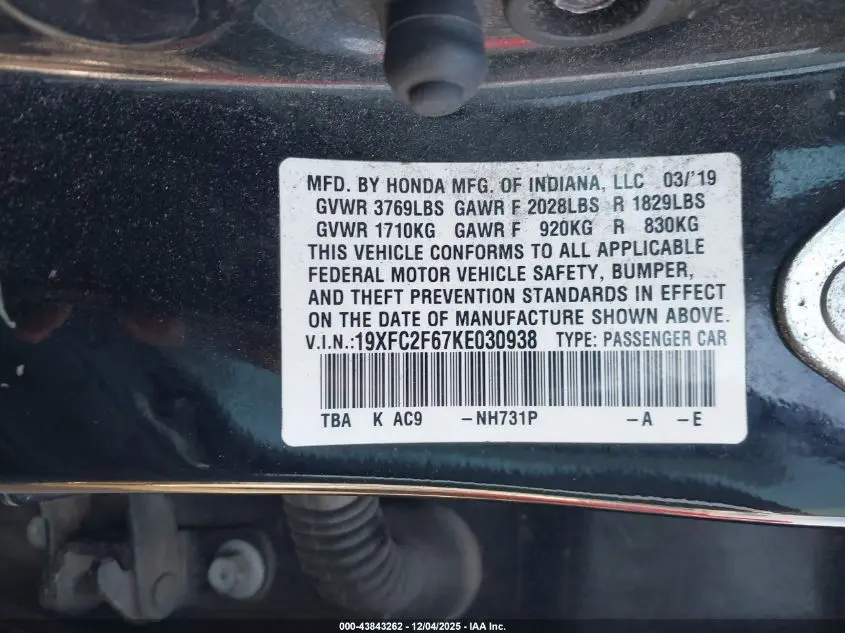 MFD. BY HONDA MFG. OF INDIANA, LLC 03/'19
GVWR 3769LBS GAWR F 2028LBS R 1829LBS
GVWR 1710KG GAWR F 920KG R 830KG
THIS VEHICLE CONFORMS TO ALL APPLICABLE
FEDERAL MOTOR VEHICLE SAFETY, BUMPER,
AND THEFT PREVENTION STANDARDS IN EFFECT
ON THE DATE OF MANUFACTURE SHOWN ABOVE.
V.I.N.:19XFC2F67KE030938 TYPE: PASSENGER CAR
TBA K AC9 -NH731P -A -E
000-43843262 - 12/04/2025 - IAA Inc.